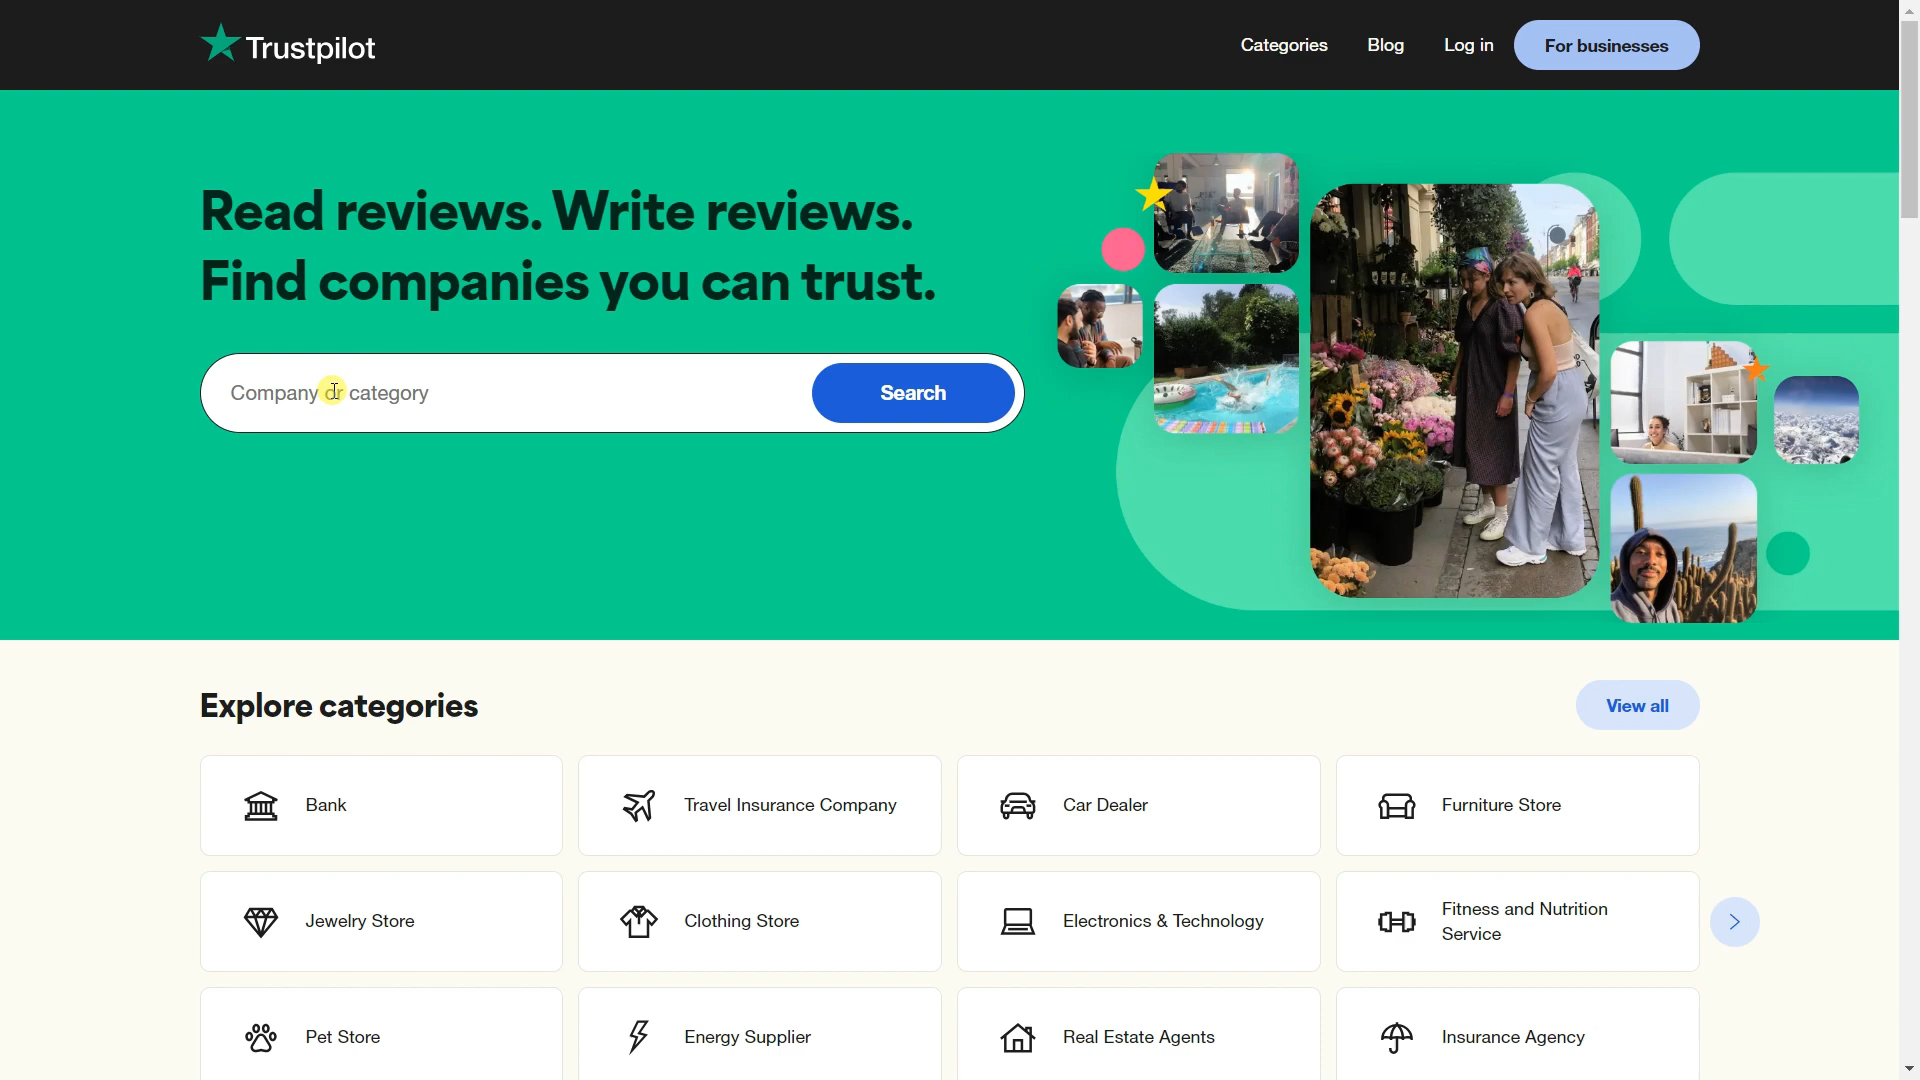 Trustpilot
Categories
Blog
Log in
For businesses
Read reviews. Write reviews.
Find companies you can trust.
Company or category
Search
Explore categories
View all
Bank
Travel Insurance Company
Car Dealer
Furniture Store
Jewelry Store
Clothing Store
Electronics & Technology
Fitness and Nutrition
Service
Pet Store
Energy Supplier
Real Estate Agents
Insurance Agency